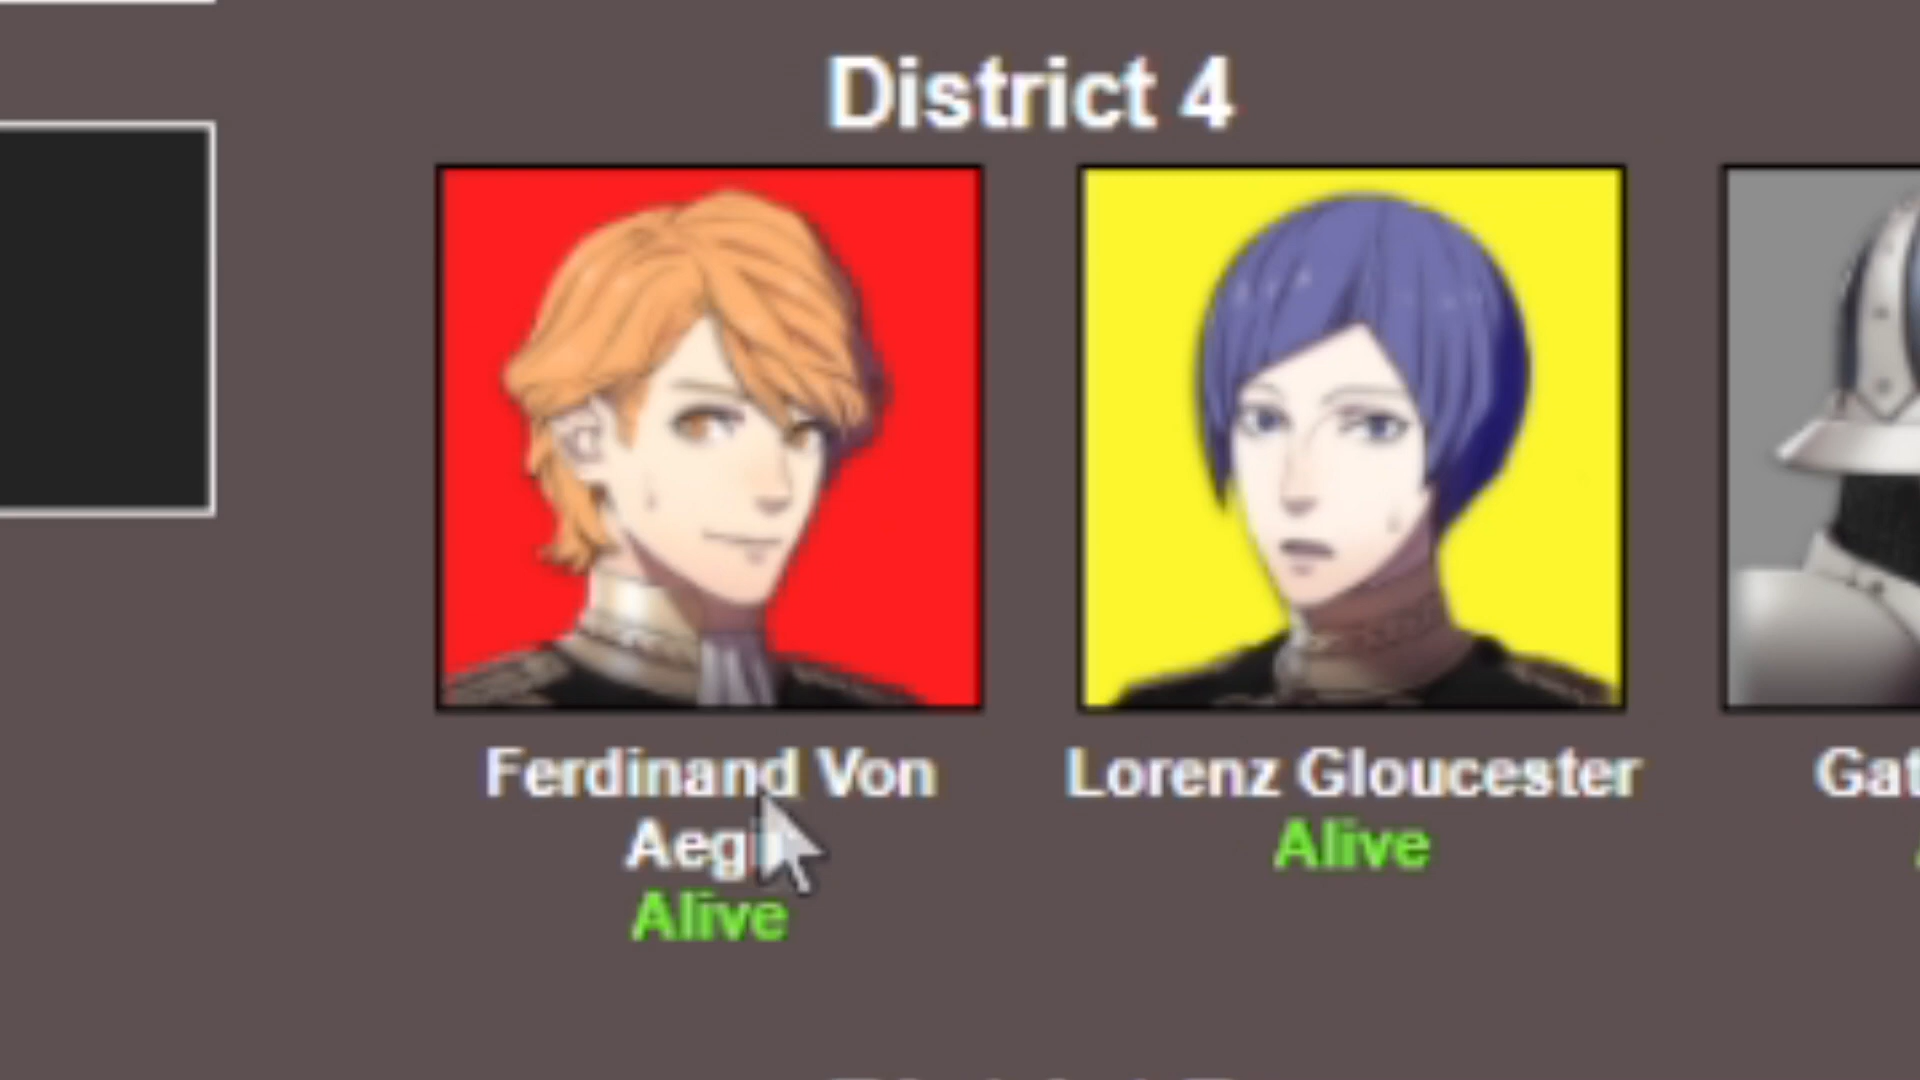 District 4
Ferdinand Von
Lorenz Gloucester
Alive
Alive